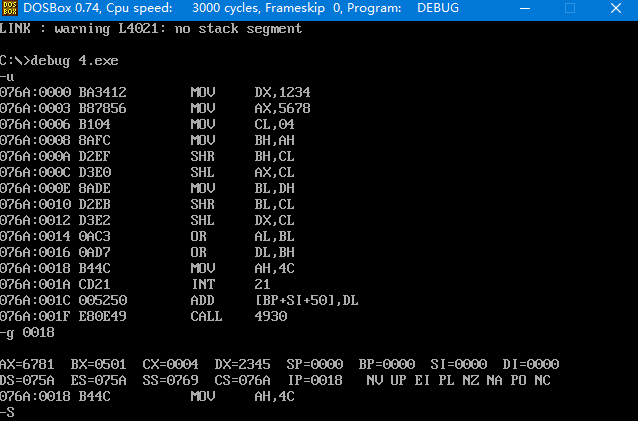 DOSBox 0.74, Cpu speed: 3000 cycles, Frameskip 0, Program: DEBUG
LINK : warning L4021: no stack segment
C:\>debug 4.exe
-u
076A:0000 BA3412 MOV DX,1234
076A:0003 B87856 MOV AX,5678
076A:0006 B104 MOV CL,04
076A:0008 8AFC MOV BH,AH
076A:000A D2EF SHR BH,CL
076A:000C D3E0 SHL AX,CL
076A:000E 8ADE MOV BL,DH
076A:0010 D2EB SHR BL,CL
076A:0012 D3E2 SHL DX,CL
076A:0014 0AC3 OR AL,BL
076A:0016 0AD7 OR DL,BH
076A:0018 B44C MOV AH,4C
076A:001A CD21 INT 21
076A:001C 005250 ADD [BP+SI+50],DL
076A:001F E80E49 CALL 4930
-g 0018
AX=6781 BX=0501 CX=0004 DX=2345 SP=0000 BP=0000 SI=0000 DI=0000
DS=075A ES=075A SS=0769 CS=076A IP=0018 NV UP EI PL NZ NA PO NC
076A:0018 B44C MOV AH,4C
-S